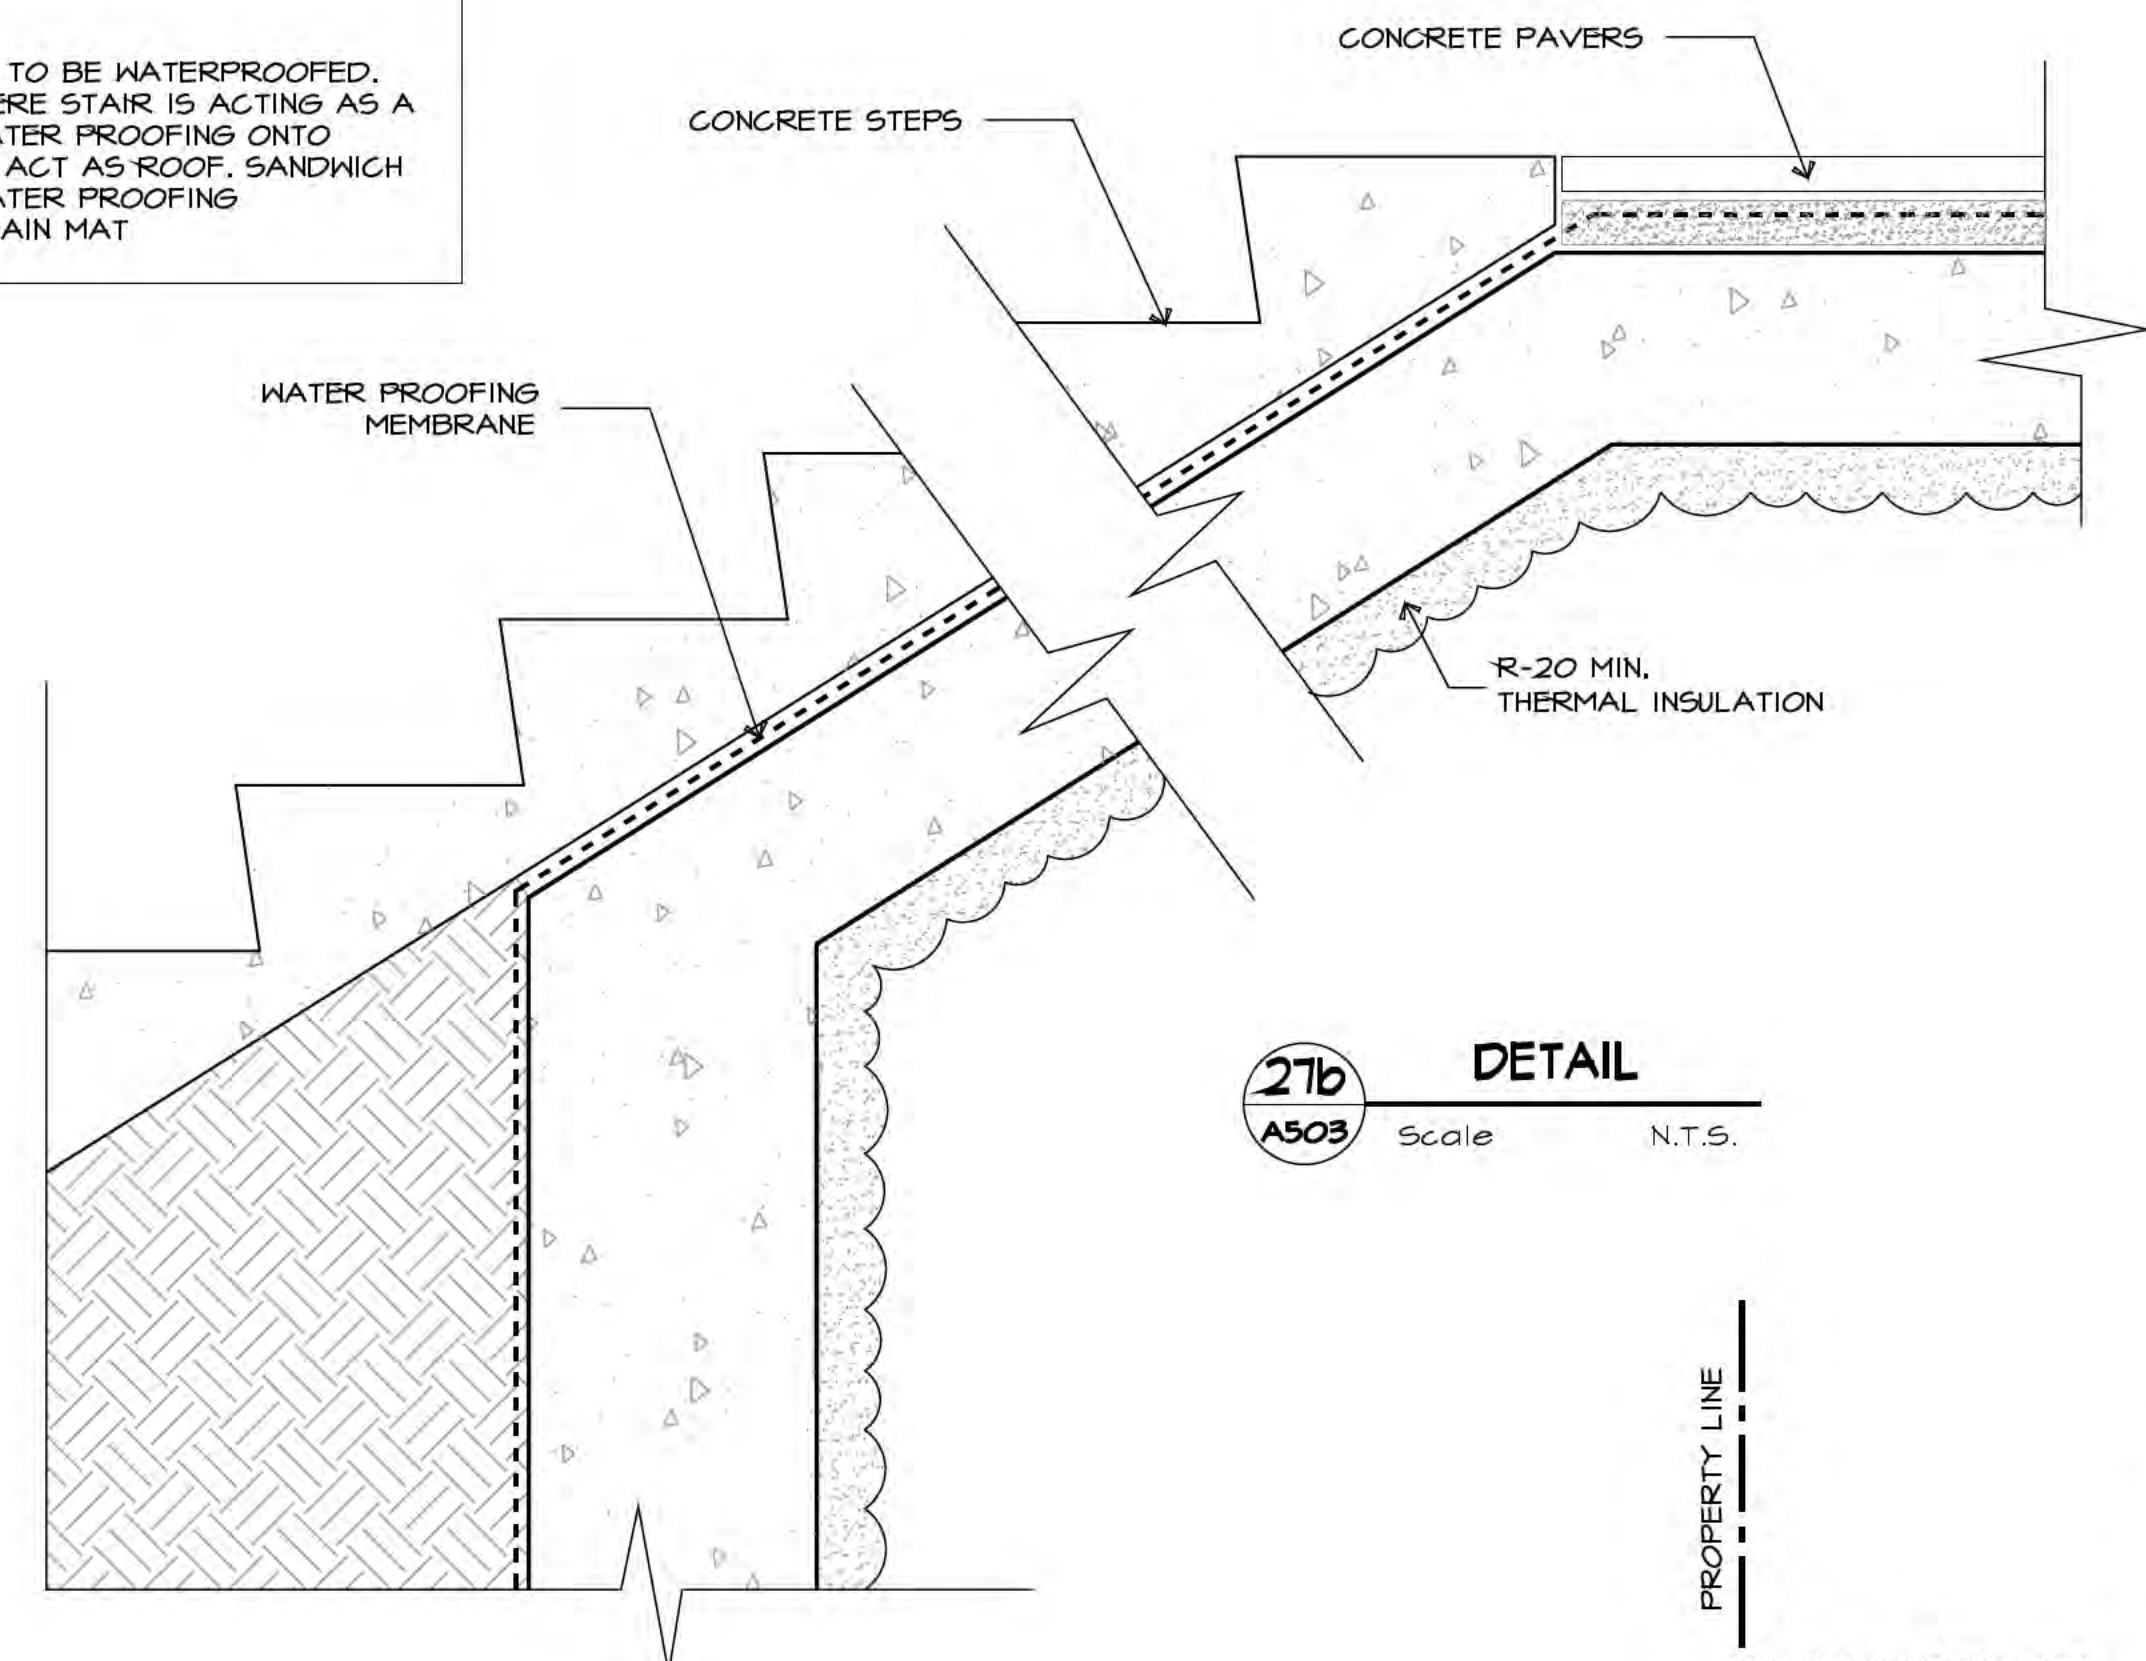 TO BE WATERPROOFED.
STAIR IS ACTING AS A
PROOFING ONTO
ACT AS ROOF. SANDWICH
PROOFING
MAT
CONCRETE PAVERS
CONCRETE STEPS
WATER PROOFING
MEMBRANE
R-20 MIN.
THERMAL INSULATION
27b
A503
DETAIL
Scale N.T.S.
PROPERTY LINE